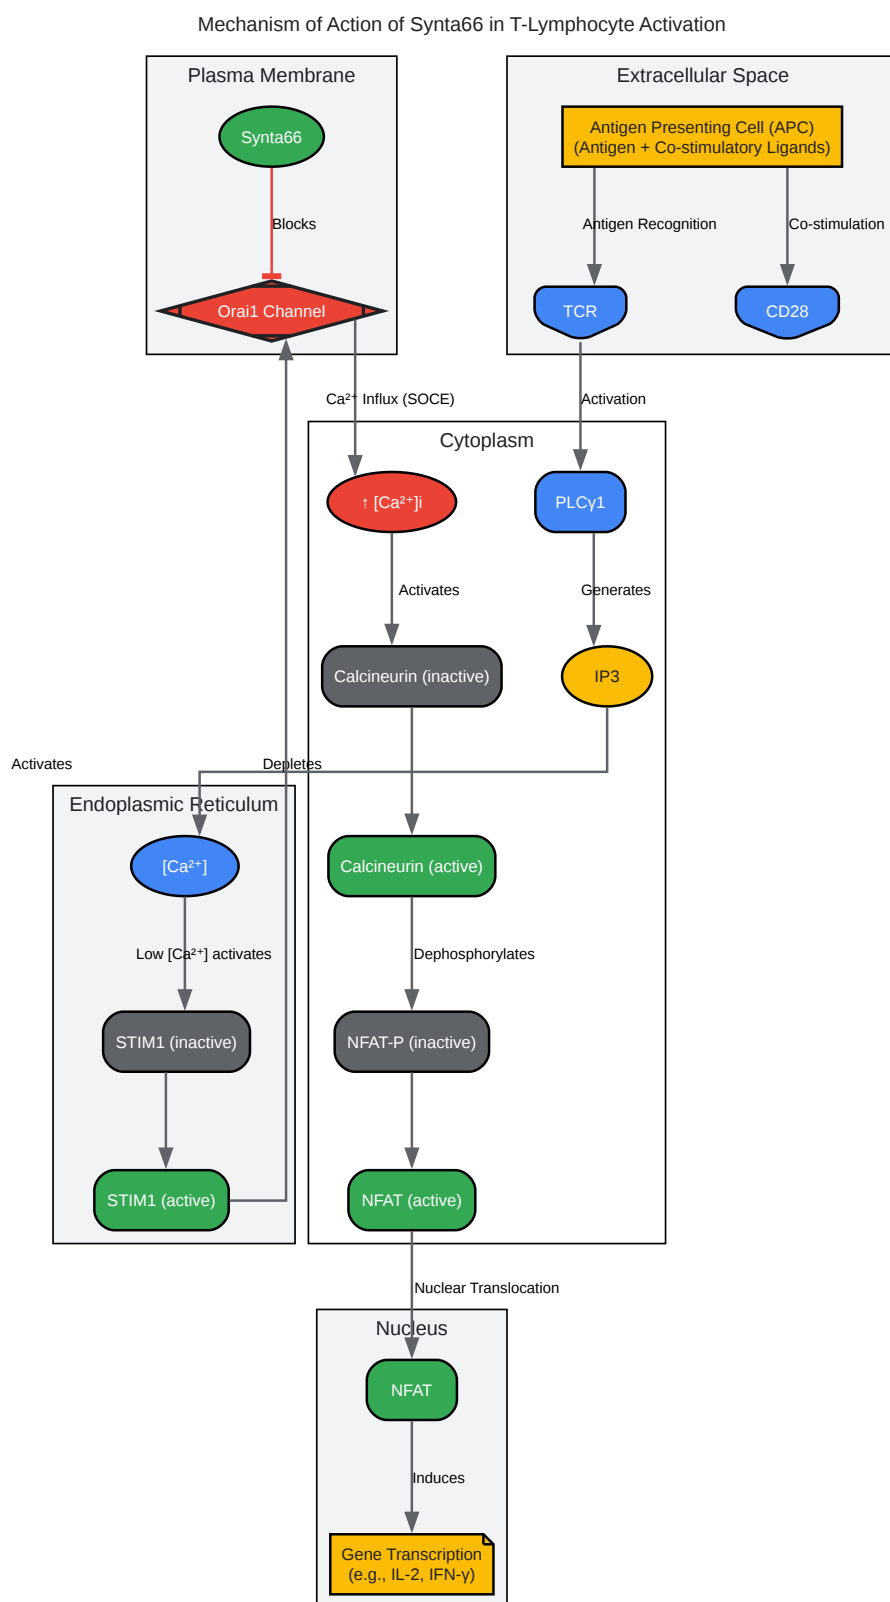 Mechanism of Action of Synta66 in T-Lymphocyte Activation
Plasma Membrane
Extracellular Space
Synta66
Antigen Presenting Cell (APC)
(Antigen + Co-stimulatory Ligands)
Blocks
Antigen Recognition
Co-stimulation
Orai1 Channel
TCR
CD28
Ca²⁺ Influx (SOCE)
Activation
Cytoplasm
↑ [Ca²⁺]i
PLCγ1
Activates
Generates
Calcineurin (inactive)
IP3
Activates
Depletes
Endoplasmic Reticulum
[Ca²⁺]
Calcineurin (active)
Low [Ca²⁺] activates
Dephosphorylates
STIM1 (inactive)
NFAT-P (inactive)
STIM1 (active)
NFAT (active)
Nuclear Translocation
Nucleus
NFAT
Induces
Gene Transcription
(e.g., IL-2, IFN-γ)